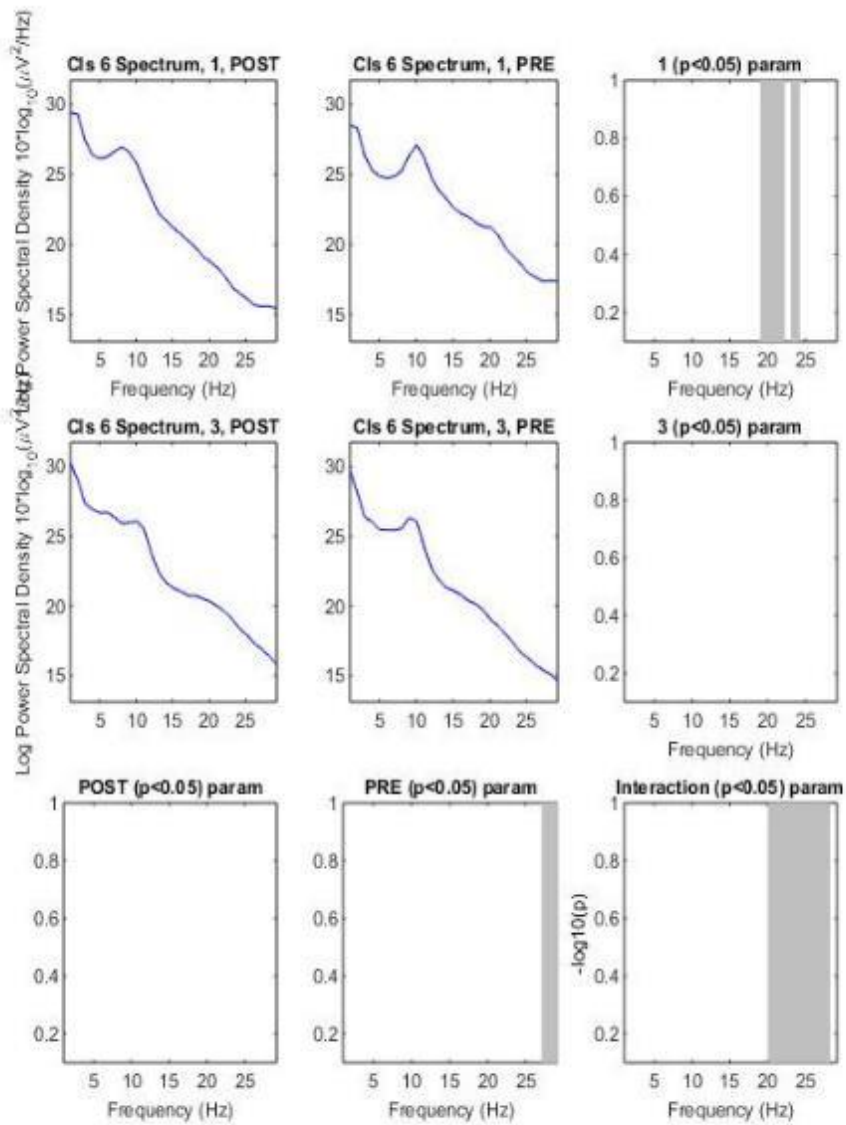 Cls 6 Spectrum, 1, POST
Cls 6 Spectrum, 1, PRE
1 (p<0.05) param
Log Power Spectral Density 10*log10(μV2/Hz)
30
25
20
15
5 10 15 20 25
Frequency (Hz)
30
25
20
15
5 10 15 20 25
Frequency (Hz)
1
0.8
0.6
0.4
0.2
5 10 15 20 25
Frequency (Hz)
Cls 6 Spectrum, 3, POST
Cls 6 Spectrum, 3, PRE
3 (p<0.05) param
Log Power Spectral Density 10*log10(μV2/Hz)
30
25
20
15
5 10 15 20 25
Frequency (Hz)
30
25
20
15
5 10 15 20 25
Frequency (Hz)
1
0.8
0.6
0.4
0.2
5 10 15 20 25
Frequency (Hz)
POST (p<0.05) param
PRE (p<0.05) param
Interaction (p<0.05) param
1
0.8
0.6
0.4
0.2
5 10 15 20 25
Frequency (Hz)
1
0.8
0.6
0.4
0.2
5 10 15 20 25
Frequency (Hz)
-log10(p)
1
0.8
0.6
0.4
0.2
5 10 15 20 25
Frequency (Hz)